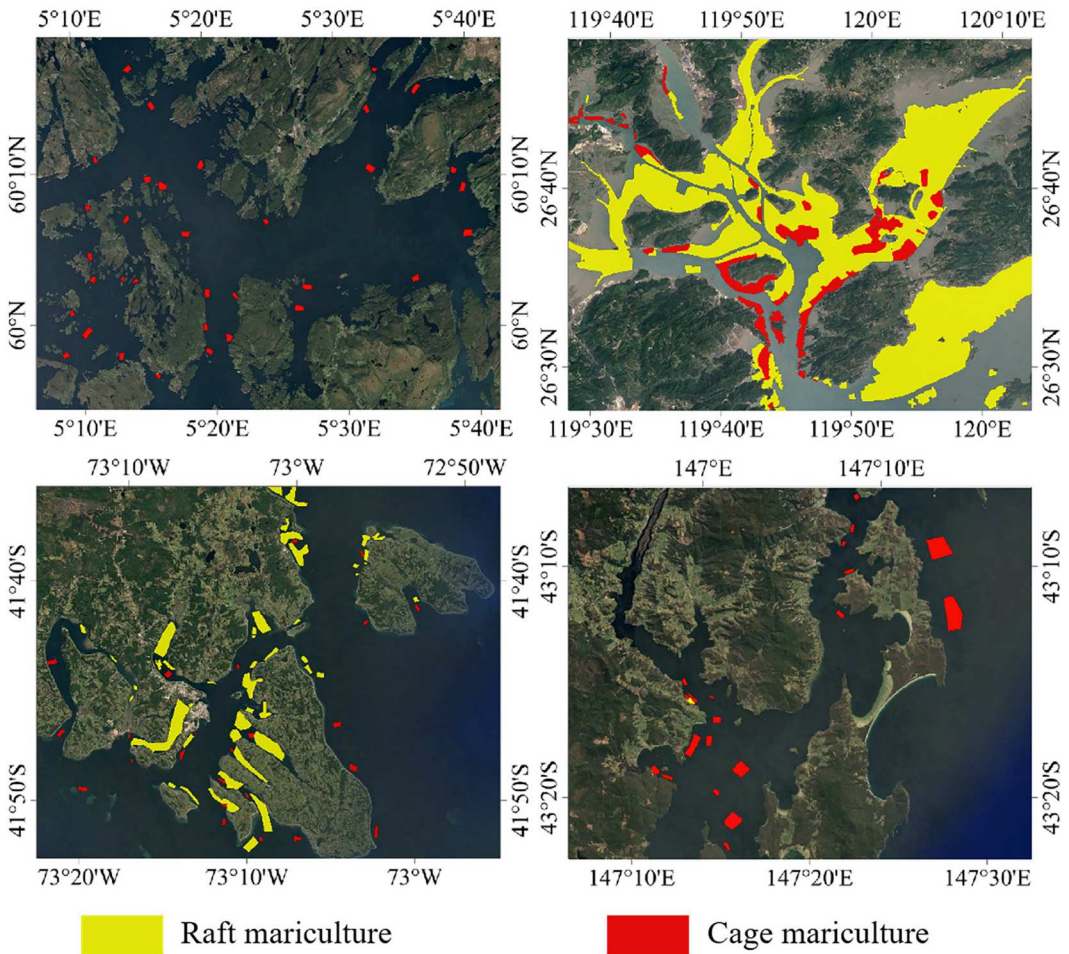 5°10'E 5°20'E 5°30'E 5°40'E
119°40'E 119°50'E 120°E 120°10'E
60°10'N 60°10'N
60°N 60°N
26°40'N 26°40'N
26°30'N 26°30'N
5°10'E 5°20'E 5°30'E 5°40'E
119°30'E 119°40'E 119°50'E 120°E
73°10'W 73°W 72°50'W
147°E 147°10'E
41°40'S 41°40'S
41°50'S 41°50'S
43°10'S 43°10'S
43°20'S 43°20'S
73°20'W 73°10'W 73°W
147°10'E 147°20'E 147°30'E
Raft mariculture
Cage mariculture